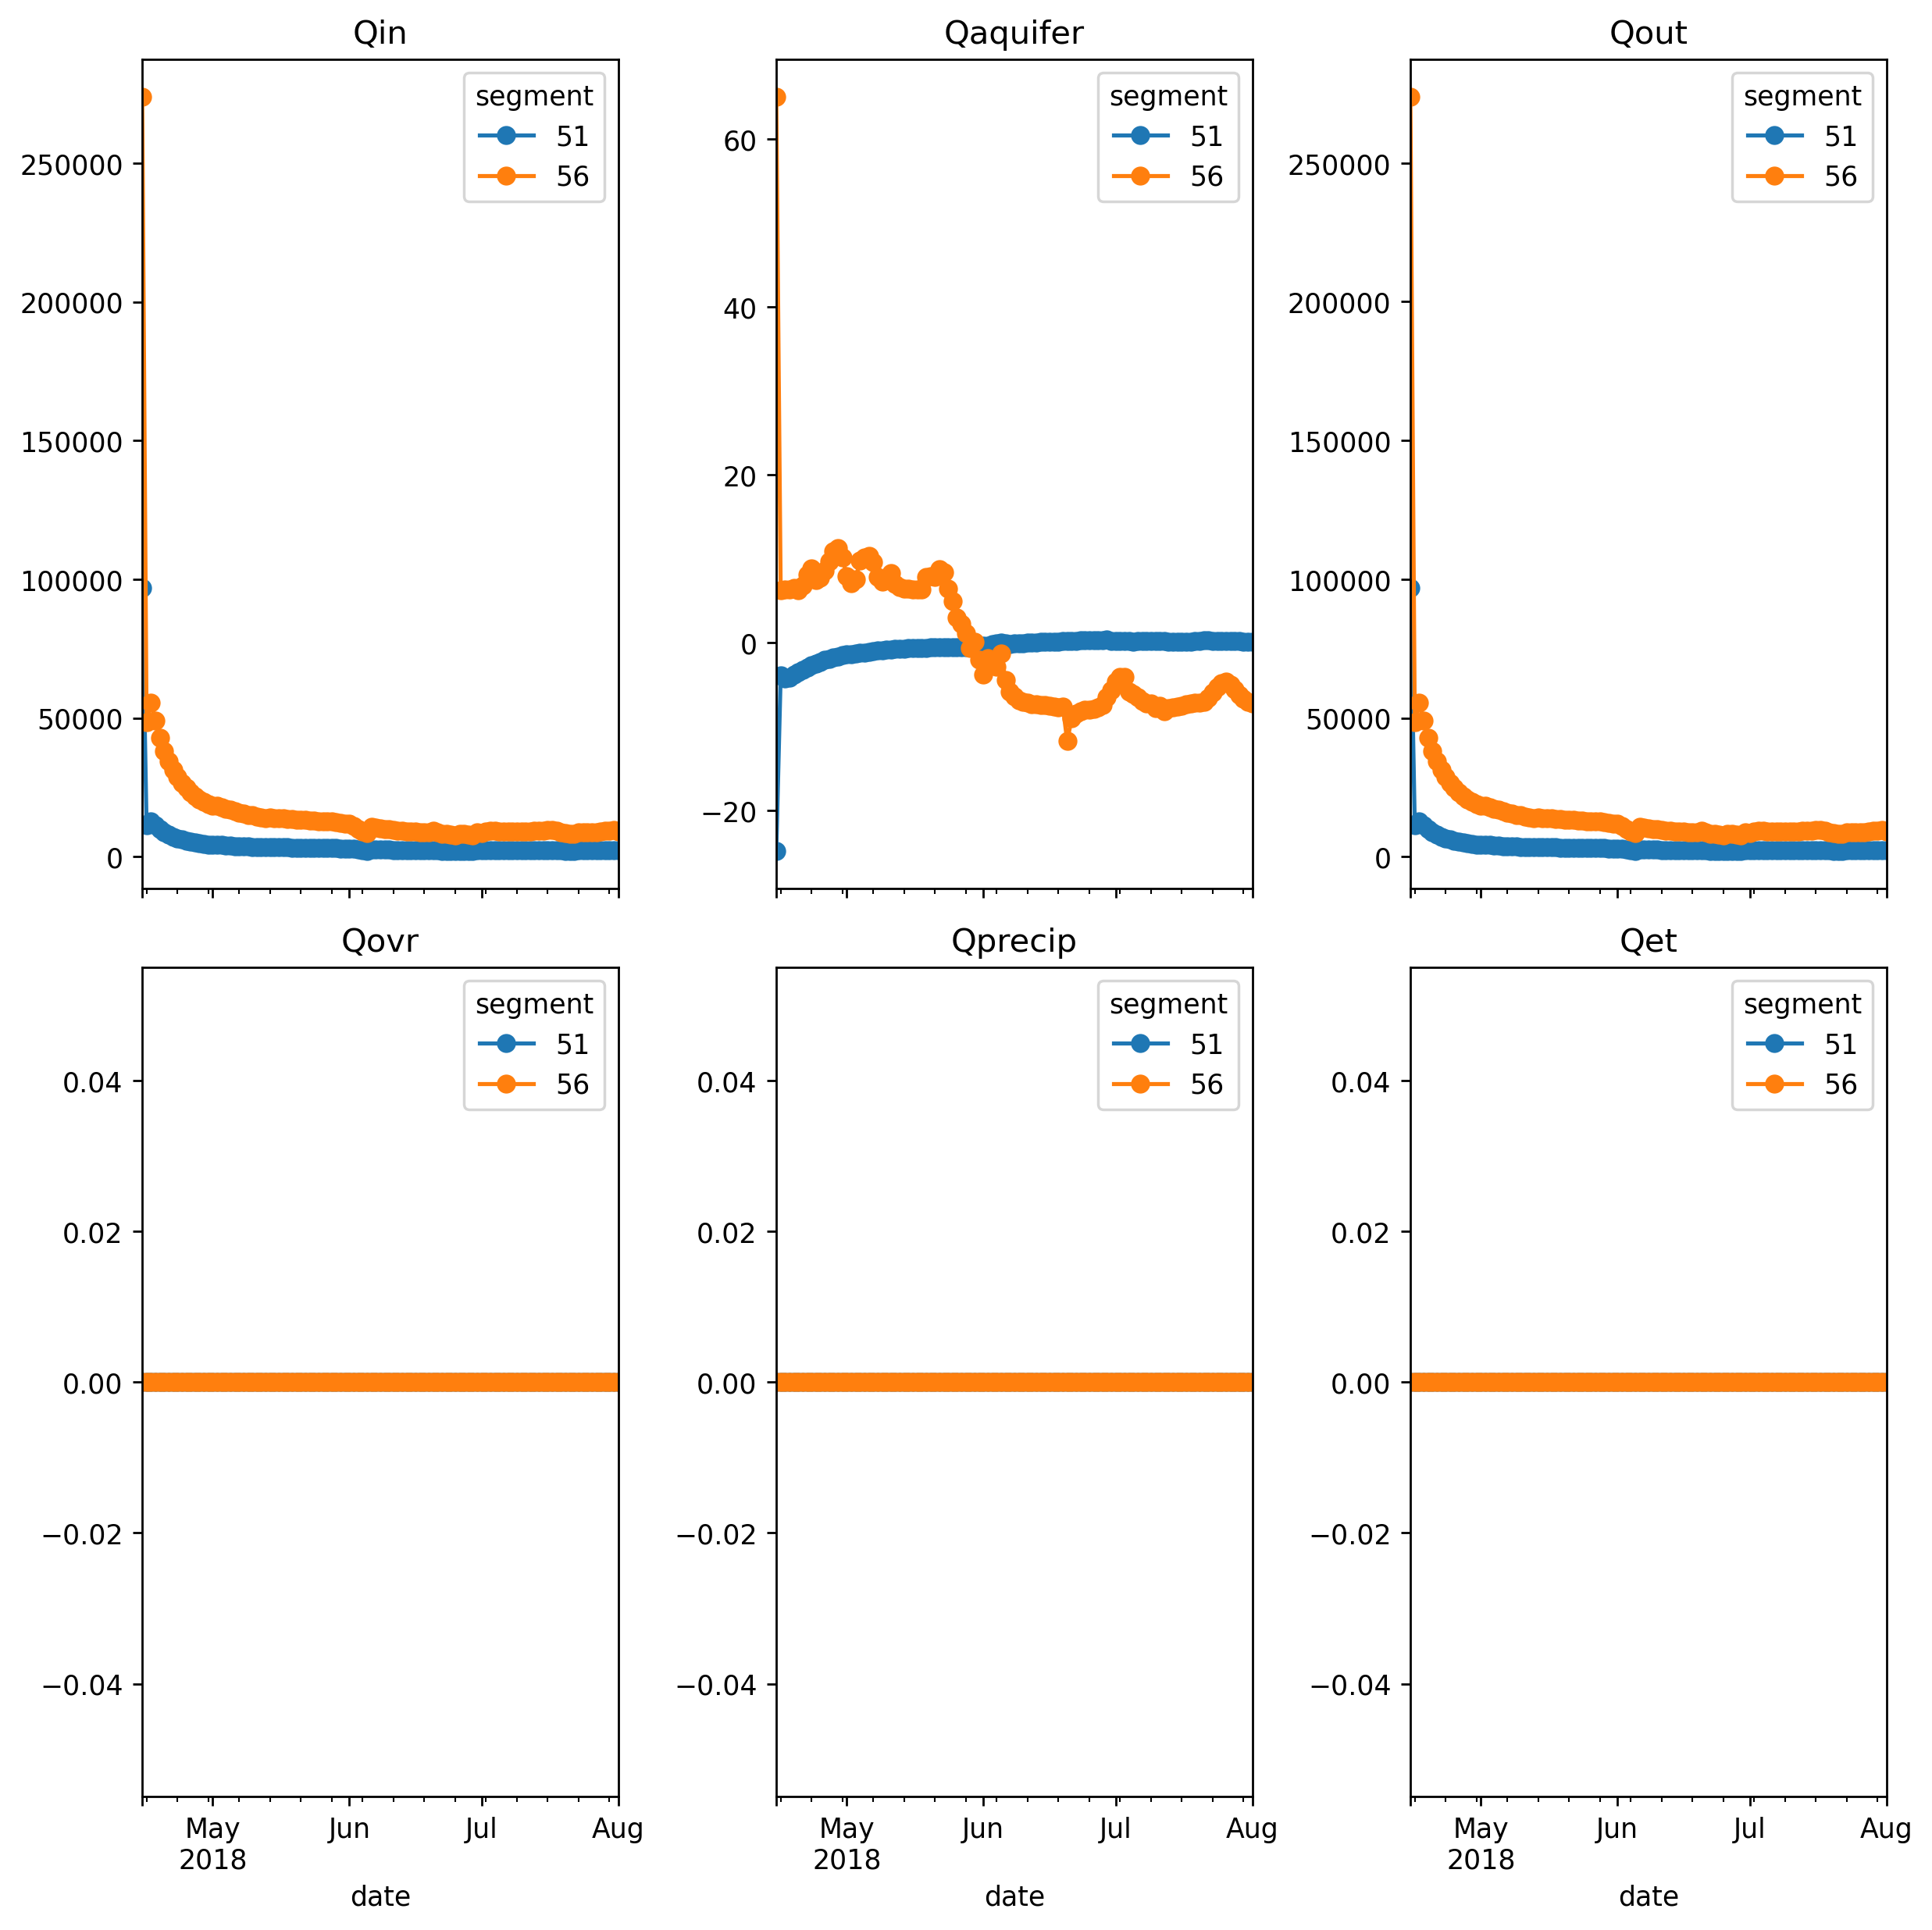 Qin
250000
200000
150000
100000
50000
0
segment
51
56
Qaquifer
60
40
20
0
−20
segment
51
56
Qout
250000
200000
150000
100000
50000
0
segment
51
56
Qovr
0.04
0.02
0.00
−0.02
−0.04
segment
51
56
May
2018
Jun
Jul
Aug
date
Qprecip
0.04
0.02
0.00
−0.02
−0.04
segment
51
56
May
2018
Jun
Jul
Aug
date
Qet
0.04
0.02
0.00
−0.02
−0.04
segment
51
56
May
2018
Jun
Jul
Aug
date